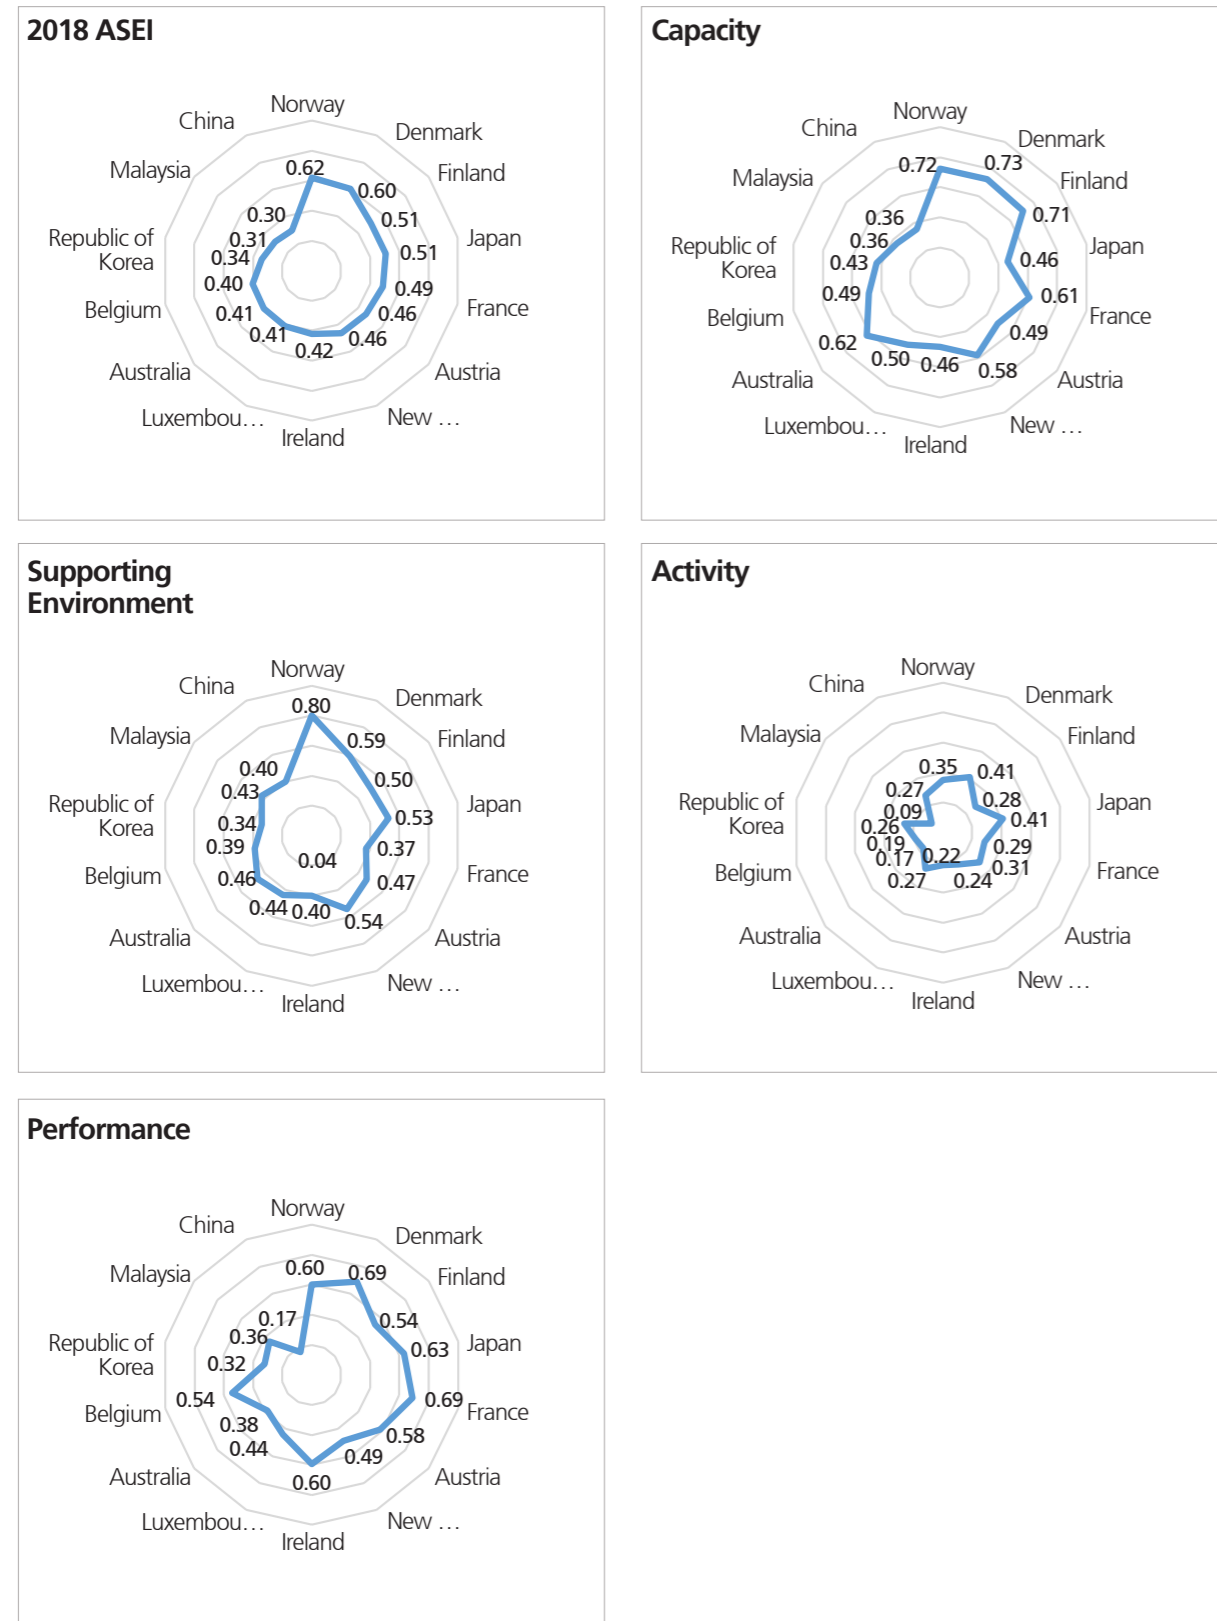 2018 ASEI
Norway
Denmark
Finland
Japan
France
Austria
New …
Ireland
Luxembou…
Australia
Belgium
Republic of
Korea
Malaysia
China
0.62
0.60
0.51
0.51
0.49
0.46
0.46
0.42
0.41
0.41
0.40
0.34
0.31
0.30
Capacity
Norway
Denmark
Finland
Japan
France
Austria
New …
Ireland
Luxembou…
Australia
Belgium
Republic of
Korea
Malaysia
China
0.72
0.73
0.71
0.46
0.61
0.49
0.58
0.46
0.50
0.62
0.49
0.43
0.36
0.36
Supporting
Environment
Norway
Denmark
Finland
Japan
France
Austria
New …
Ireland
Luxembou…
Australia
Belgium
Republic of
Korea
Malaysia
China
0.80
0.59
0.50
0.53
0.37
0.47
0.54
0.40
0.44
0.46
0.39
0.34
0.43
0.40
0.04
Activity
Norway
Denmark
Finland
Japan
France
Austria
New …
Ireland
Luxembou…
Australia
Belgium
Republic of
Korea
Malaysia
China
0.35
0.41
0.28
0.41
0.29
0.31
0.24
0.22
0.27
0.17
0.19
0.26
0.09
0.27
Performance
Norway
Denmark
Finland
Japan
France
Austria
New …
Ireland
Luxembou…
Australia
Belgium
Republic of
Korea
Malaysia
China
0.60
0.69
0.54
0.63
0.69
0.58
0.49
0.60
0.44
0.38
0.54
0.32
0.36
0.17